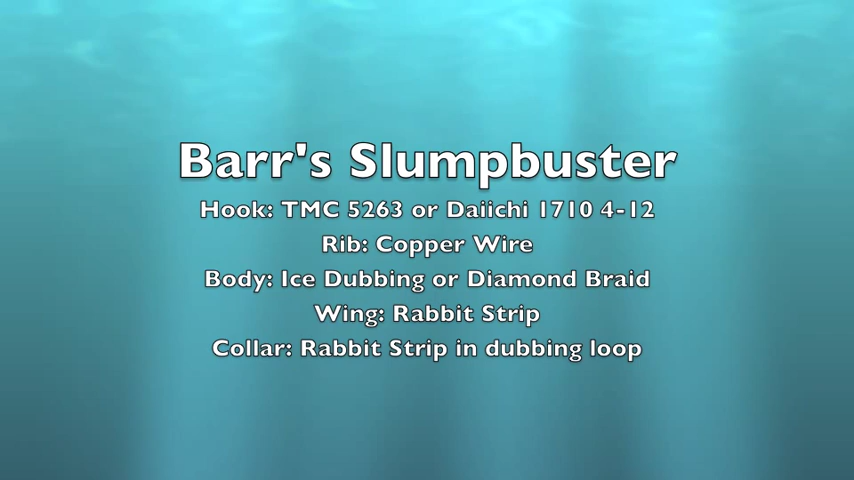 Barr's Slumpbuster
Hook: TMC 5263 or Daiichi 1710 4-12
Rib: Copper Wire
Body: Ice Dubbing or Diamond Braid
Wing: Rabbit Strip
Collar: Rabbit Strip in dubbing loop